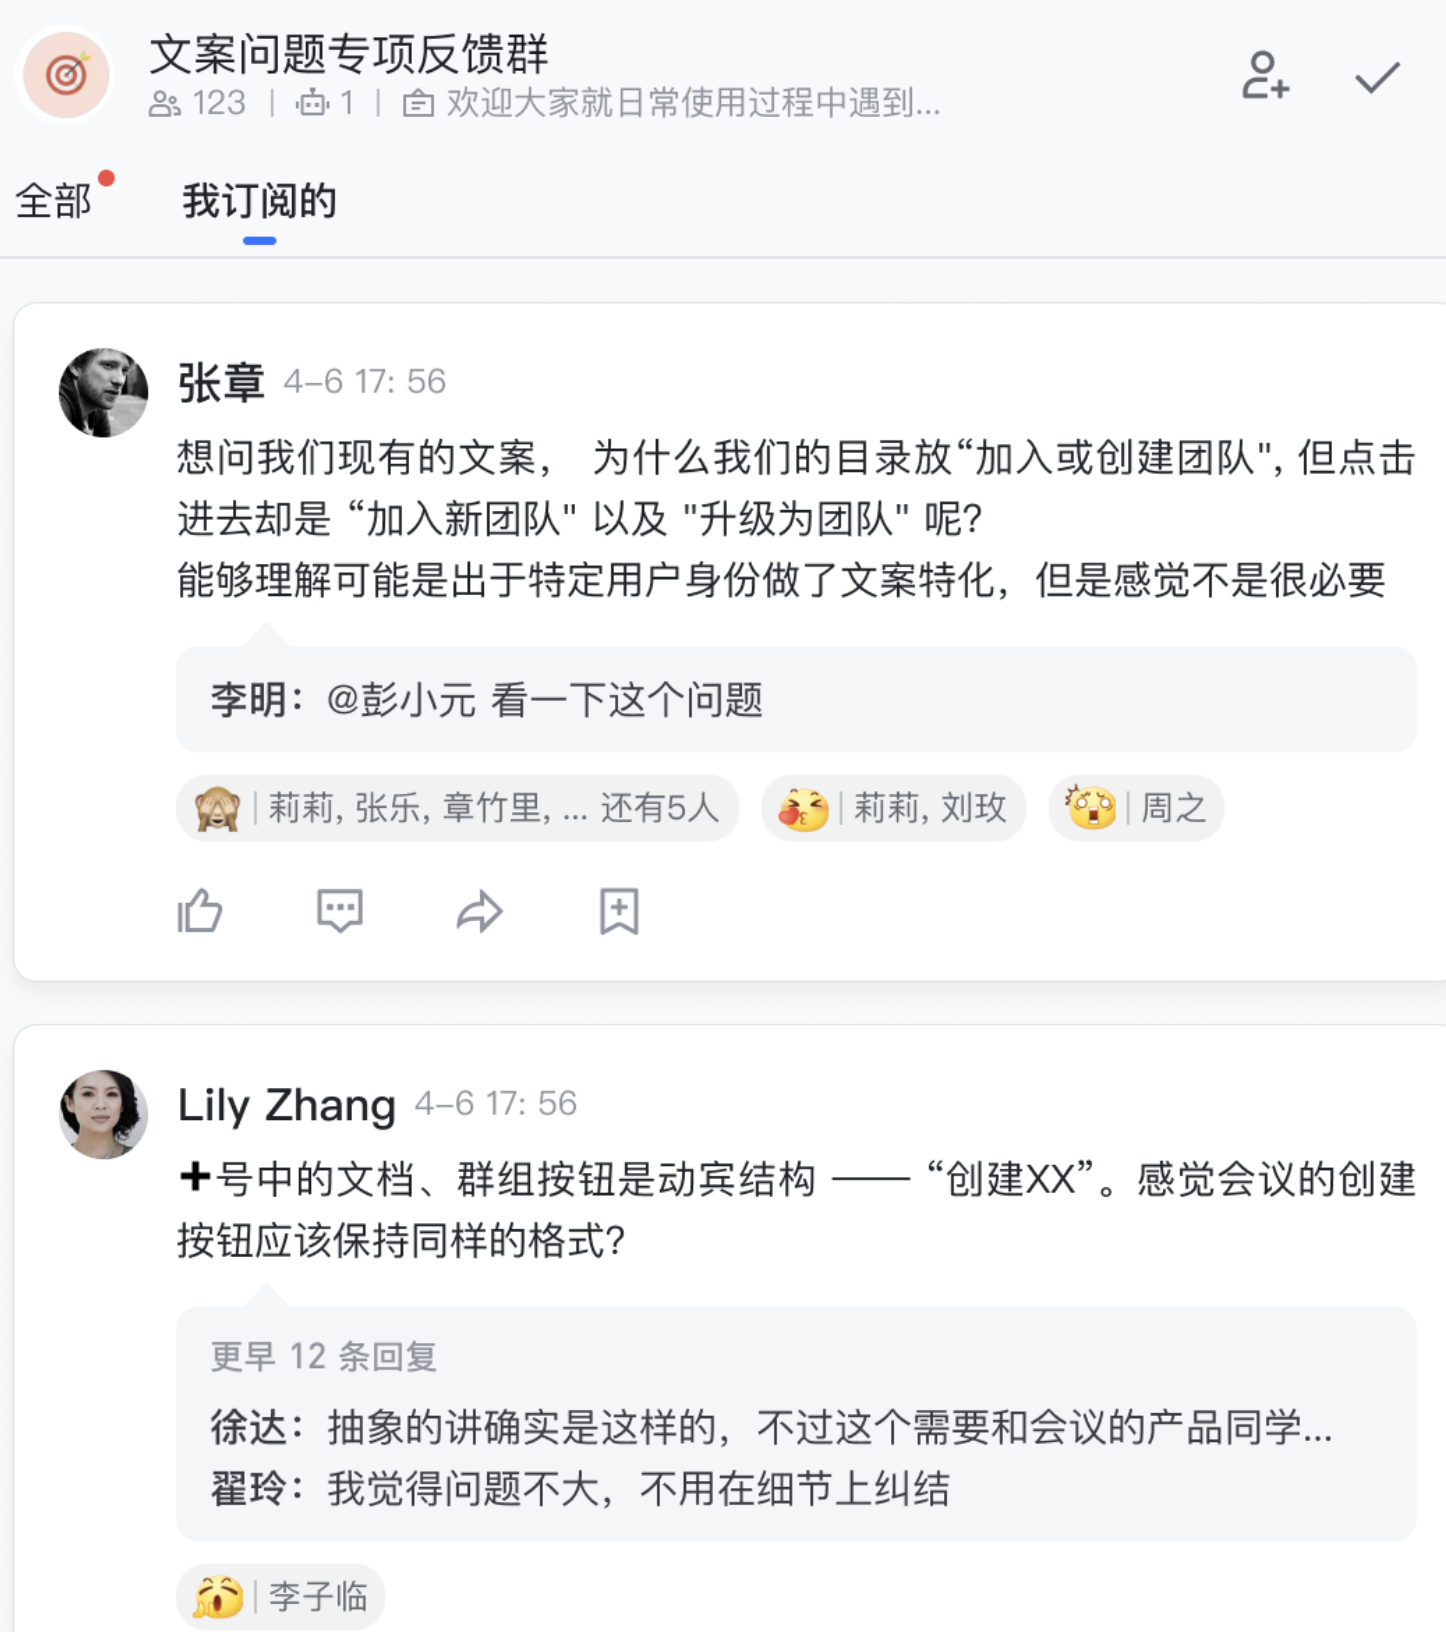 文案问题专项反馈群
123 | 1 | 欢迎大家就日常使用过程中遇到...
全部 我订阅的
张章 4-6 17: 56
想问我们现有的文案， 为什么我们的目录放“加入或创建团队", 但点击
进去却是 “加入新团队" 以及 "升级为团队" 呢？
能够理解可能是出于特定用户身份做了文案特化，但是感觉不是很必要
李明：@彭小元 看一下这个问题
莉莉, 张乐, 章竹里, ... 还有5人 | 莉莉, 刘玫 | 周之
Lily Zhang 4-6 17: 56
➕号中的文档、群组按钮是动宾结构 —— “创建XX”。感觉会议的创建
按钮应该保持同样的格式？
更早 12 条回复
徐达：抽象的讲确实是这样的，不过这个需要和会议的产品同学...
翟玲：我觉得问题不大，不用在细节上纠结
李子临